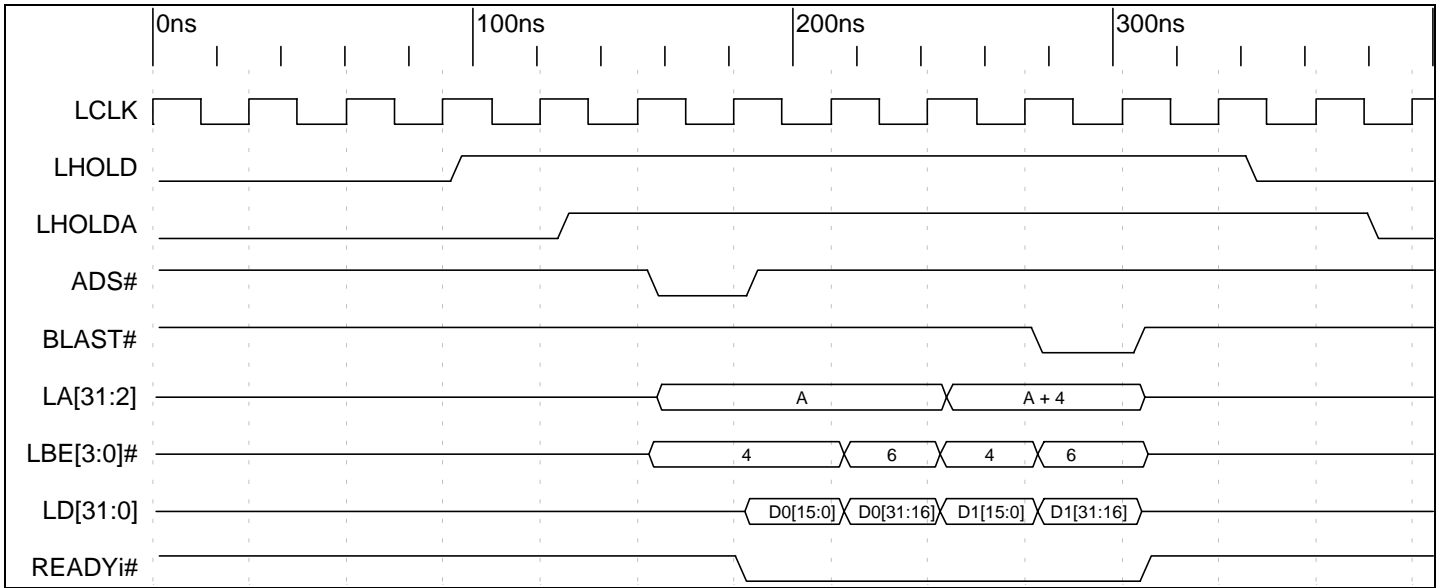 0ns 100ns 200ns 300ns
LCLK
LHOLD
LHOLDA
ADS#
BLAST#
LA[31:2] A A + 4
LBE[3:0]# 4 6 4 6
LD[31:0] D0[15:0] D0[31:16] D1[15:0] D1[31:16]
READYi#